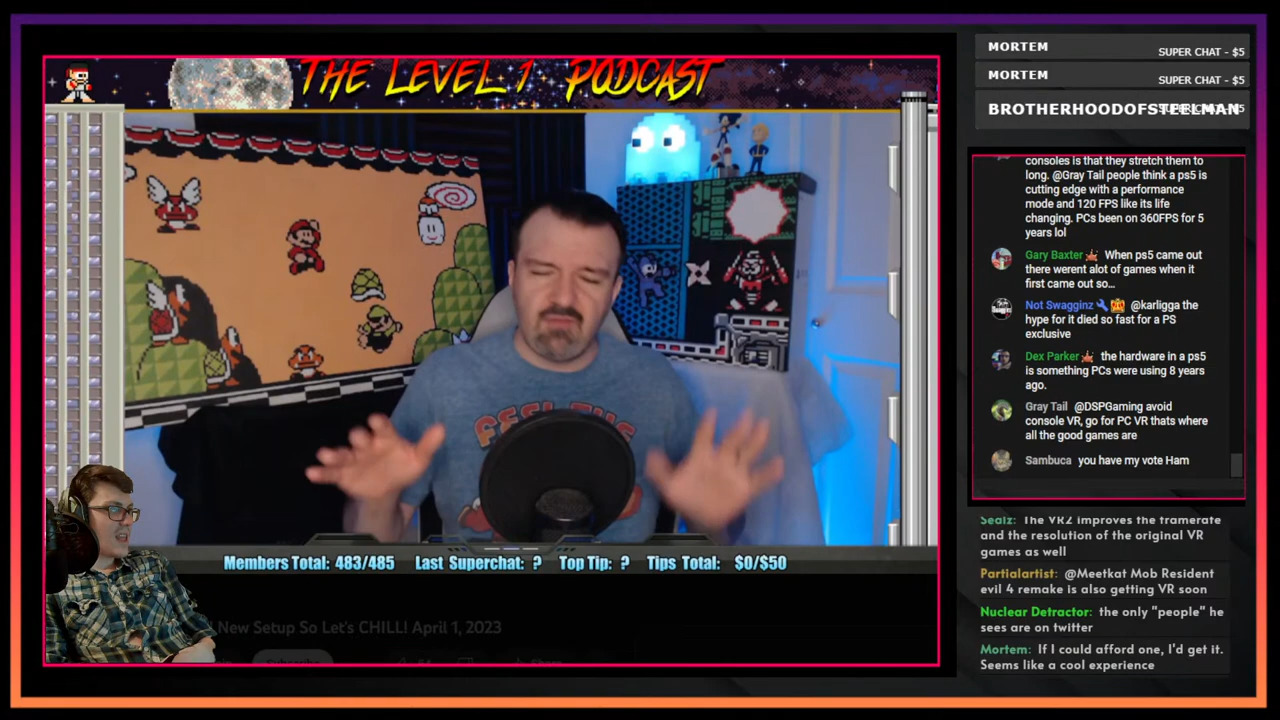 THE LEVEL 1 PODCAST
FEEL THE
Members Total: 483/485 Last Superchat: ? Top Tip: ? Tips Total: $0/$50
New Setup So Let's CHILL! April 1, 2023
Subscribe
Share
MORTEM
SUPER CHAT - $5
MORTEM
SUPER CHAT - $5
BROTHERHOODOFSTEELMAN
consoles is that they stretch them to
long. @Gray Tail people think a ps5 is
cutting edge with a performance
mode and 120 FPS like its life
changing. PCs been on 360FPS for 5
years lol
Gary Baxter When ps5 came out
there werent alot of games when it
first came out so...
Not Swagginz @karligga the
hype for it died so fast for a PS
exclusive
Dex Parker the hardware in a ps5
is something PCs were using 8 years
ago.
Gray Tail @DSPGaming avoid
console VR, go for PC VR thats where
all the good games are
Sambuca you have my vote Ham
Sealz: The VR2 improves the framerate
and the resolution of the original VR
games as well
Partialartist: @Meetkat Mob Resident
evil 4 remake is also getting VR soon
Nuclear Detractor: the only "people" he
sees are on twitter
Mortem: If I could afford one, I'd get it.
Seems like a cool experience